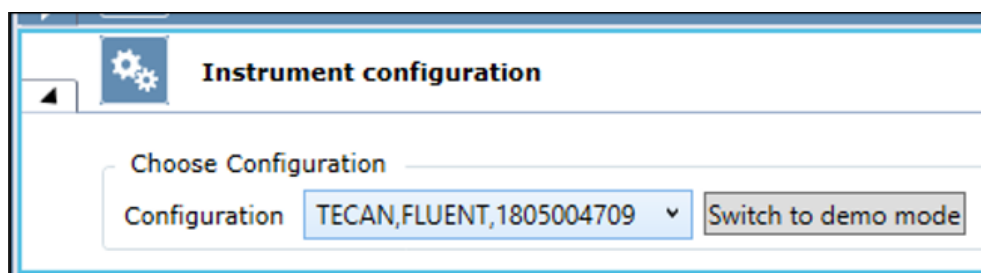 Instrument configuration
Choose Configuration
Configuration TECAN,FLUENT,1805004709 Switch to demo mode